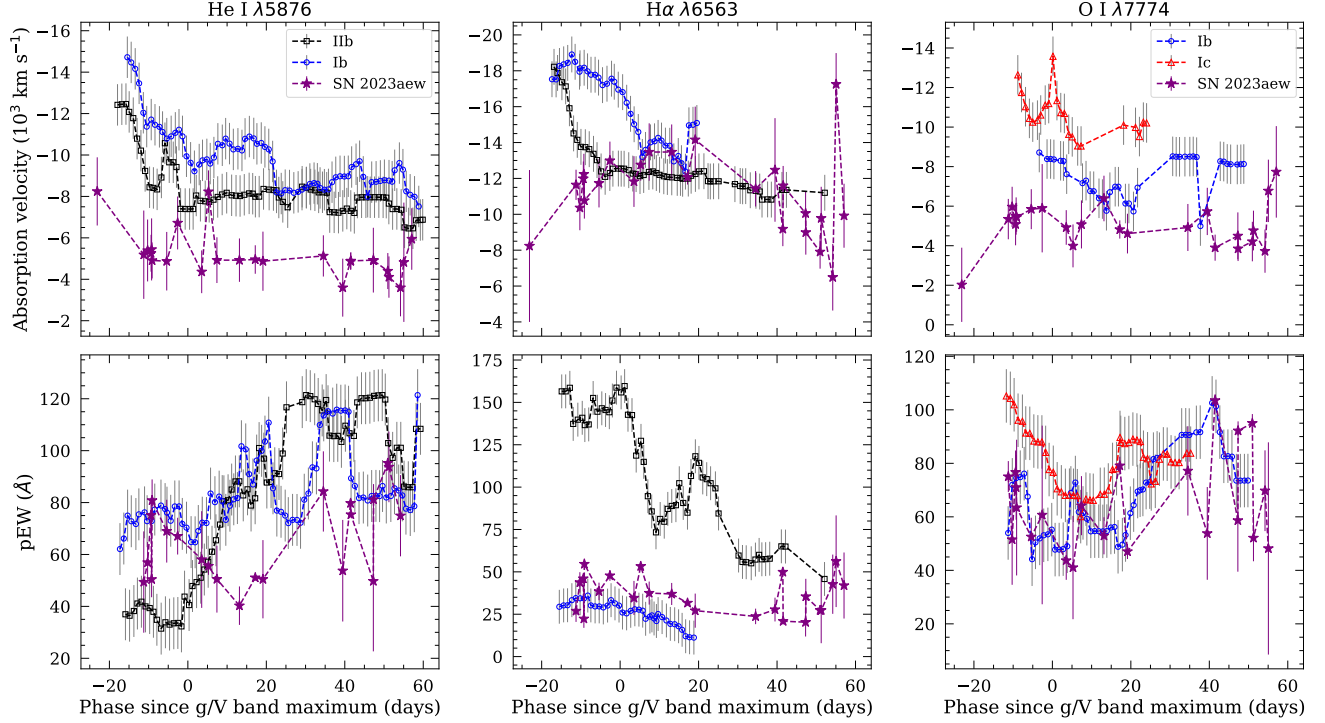 He I λ5876
Hα λ6563
O I λ7774
Absorption velocity (10³ km s⁻¹)
−16
−14
−12
−10
−8
−6
−4
−2
IIb
Ib
SN 2023aew
−20
−18
−16
−14
−12
−10
−8
−6
−4
IIb
Ib
SN 2023aew
−14
−12
−10
−8
−6
−4
−2
0
Ib
Ic
SN 2023aew
pEW (Å)
120
100
80
60
40
20
175
150
125
100
75
50
25
0
120
100
80
60
40
20
−20 0 20 40 60
−20 0 20 40 60
−20 0 20 40 60
Phase since g/V band maximum (days)
Phase since g/V band maximum (days)
Phase since g/V band maximum (days)